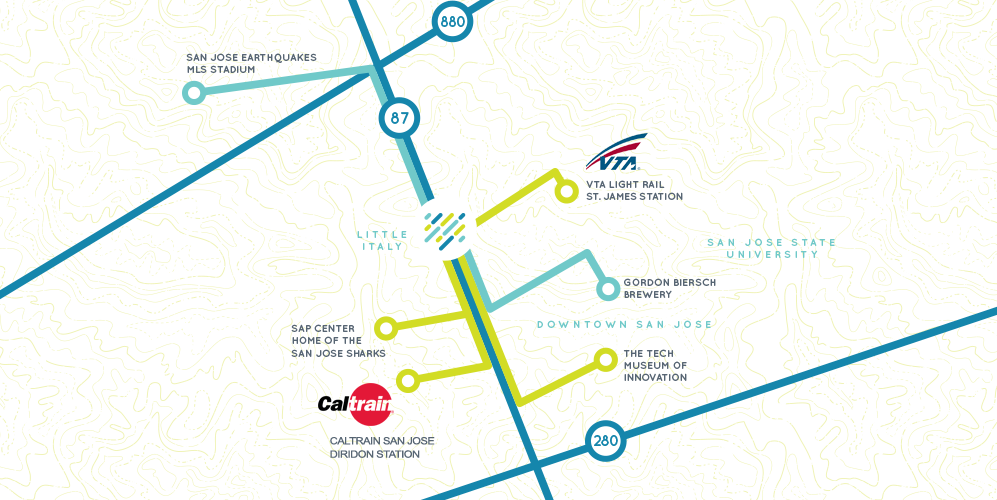 880
SAN JOSE EARTHQUAKES
MLS STADIUM
87
VTA
VTA LIGHT RAIL
ST. JAMES STATION
LITTLE
ITALY
SAN JOSE STATE
UNIVERSITY
GORDON BIERSCH
BREWERY
DOWNTOWN SAN JOSE
SAP CENTER
HOME OF THE
SAN JOSE SHARKS
THE TECH
MUSEUM OF
INNOVATION
Caltrain
CALTRAIN SAN JOSE
DIRIDON STATION
280